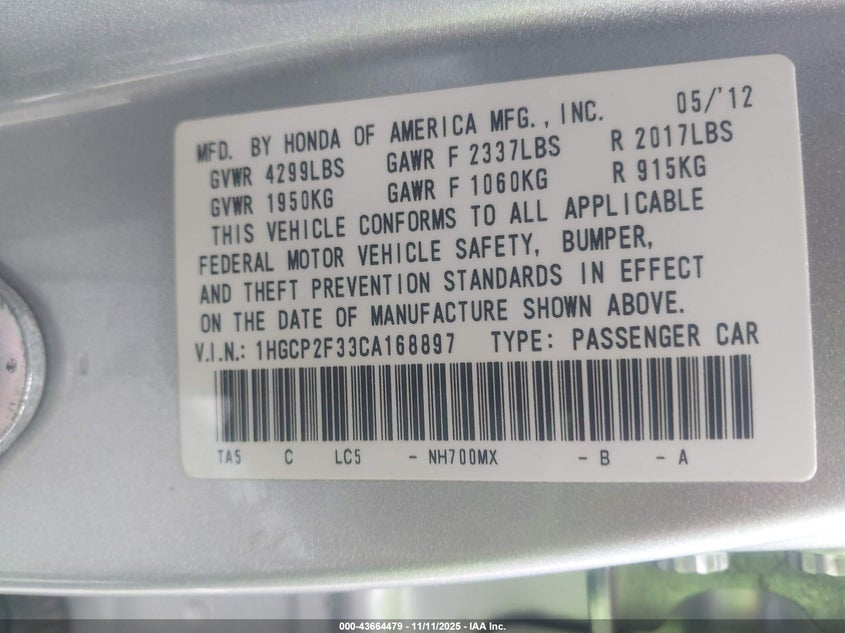 MFD. BY HONDA OF AMERICA MFG., INC. 05/'12
GVWR 4299LBS GAWR F 2337LBS R 2017LBS
GVWR 1950KG GAWR F 1060KG R 915KG
THIS VEHICLE CONFORMS TO ALL APPLICABLE
FEDERAL MOTOR VEHICLE SAFETY, BUMPER,
AND THEFT PREVENTION STANDARDS IN EFFECT
ON THE DATE OF MANUFACTURE SHOWN ABOVE.
V.I.N.: 1HGCP2F33CA168897 TYPE: PASSENGER CAR
TA5 C LC5 - NH700MX - B - A
000-43664479 - 11/11/2025 - IAA Inc.